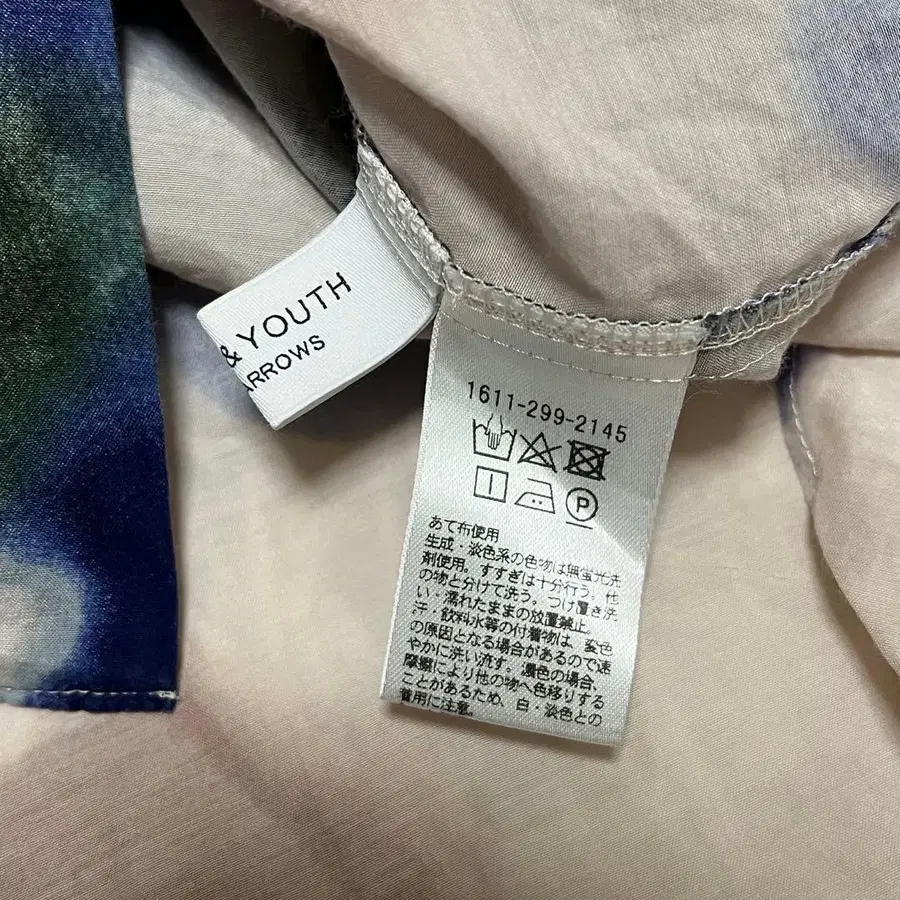 & YOUTH
ARROWS
1611-299-2145
P
あて布使用
生成・淡色系の色物は無蛍光洗
剤使用。すすぎは十分行う。他
の物と分けて洗う。つけ置き洗
い・濡れたままの放置禁止。
汗・飲料水等の付着物は、変色
の原因となる場合があるので速
やかに洗い流す。濃色の場合、
摩擦により他の物へ色移りする
ことがあるため、白・淡色との
着用に注意。